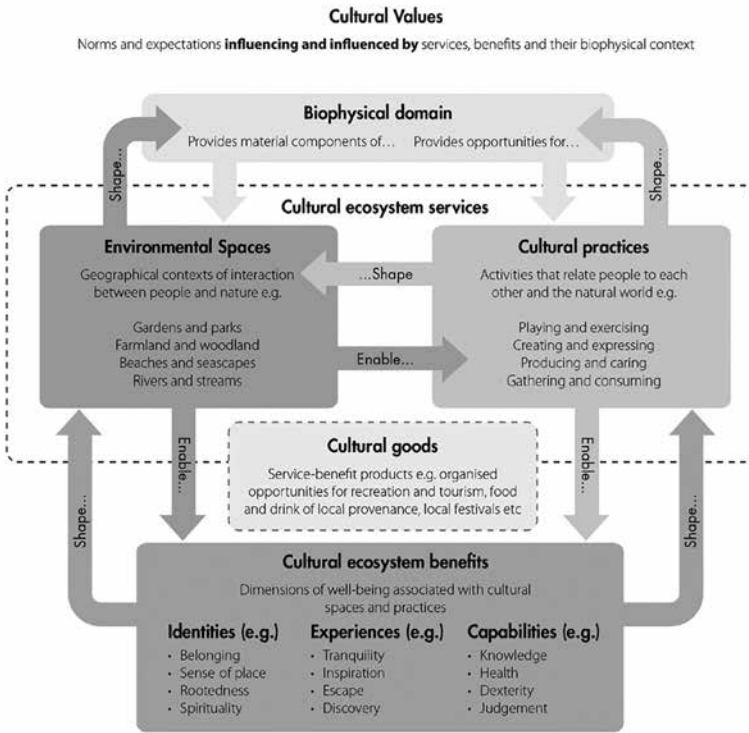 Cultural Values
Norms and expectations influencing and influenced by services, benefits and their biophysical context
Biophysical domain
Provides material components of...
Provides opportunities for...
Shape...
Shape...
Cultural ecosystem services
Environmental Spaces
Geographical contexts of interaction
between people and nature e.g.
Gardens and parks
Farmland and woodland
Beaches and seascapes
Rivers and streams
...Shape
Enable...
Cultural practices
Activities that relate people to each
other and the natural world e.g.
Playing and exercising
Creating and expressing
Producing and caring
Gathering and consuming
Shape...
Enable...
Cultural goods
Service-benefit products e.g. organised
opportunities for recreation and tourism, food
and drink of local provenance, local festivals etc
Enable...
Shape...
Cultural ecosystem benefits
Dimensions of well-being associated with cultural
spaces and practices
Identities (e.g.)
• Belonging
• Sense of place
• Rootedness
• Spirituality
Experiences (e.g.)
• Tranquility
• Inspiration
• Escape
• Discovery
Capabilities (e.g.)
• Knowledge
• Health
• Dexterity
• Judgement